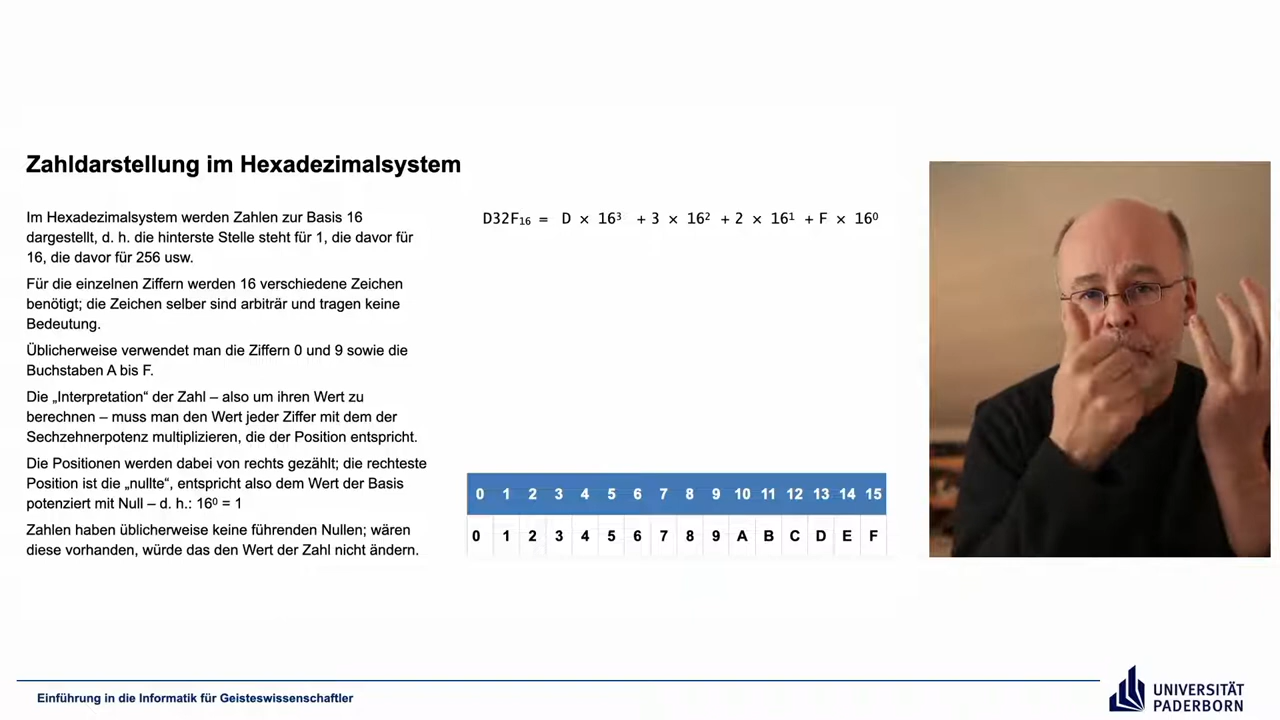 Zahldarstellung im Hexadezimalsystem
Im Hexadezimalsystem werden Zahlen zur Basis 16
dargestellt, d. h. die hinterste Stelle steht für 1, die davor für
16, die davor für 256 usw.
Für die einzelnen Ziffern werden 16 verschiedene Zeichen
benötigt; die Zeichen selber sind arbiträr und tragen keine
Bedeutung.
Üblicherweise verwendet man die Ziffern 0 und 9 sowie die
Buchstaben A bis F.
Die „Interpretation“ der Zahl – also um ihren Wert zu
berechnen – muss man den Wert jeder Ziffer mit dem der
Sechzehnerpotenz multiplizieren, die der Position entspricht.
Die Positionen werden dabei von rechts gezählt; die rechteste
Position ist die „nullte“, entspricht also dem Wert der Basis
potenziert mit Null – d. h.: 16⁰ = 1
Zahlen haben üblicherweise keine führenden Nullen; wären
diese vorhanden, würde das den Wert der Zahl nicht ändern.
D32F₁₆ = D × 16³ + 3 × 16² + 2 × 16¹ + F × 16⁰
0 1 2 3 4 5 6 7 8 9 10 11 12 13 14 15
0 1 2 3 4 5 6 7 8 9 A B C D E F
Einführung in die Informatik für Geisteswissenschaftler
UNIVERSITÄT
PADERBORN